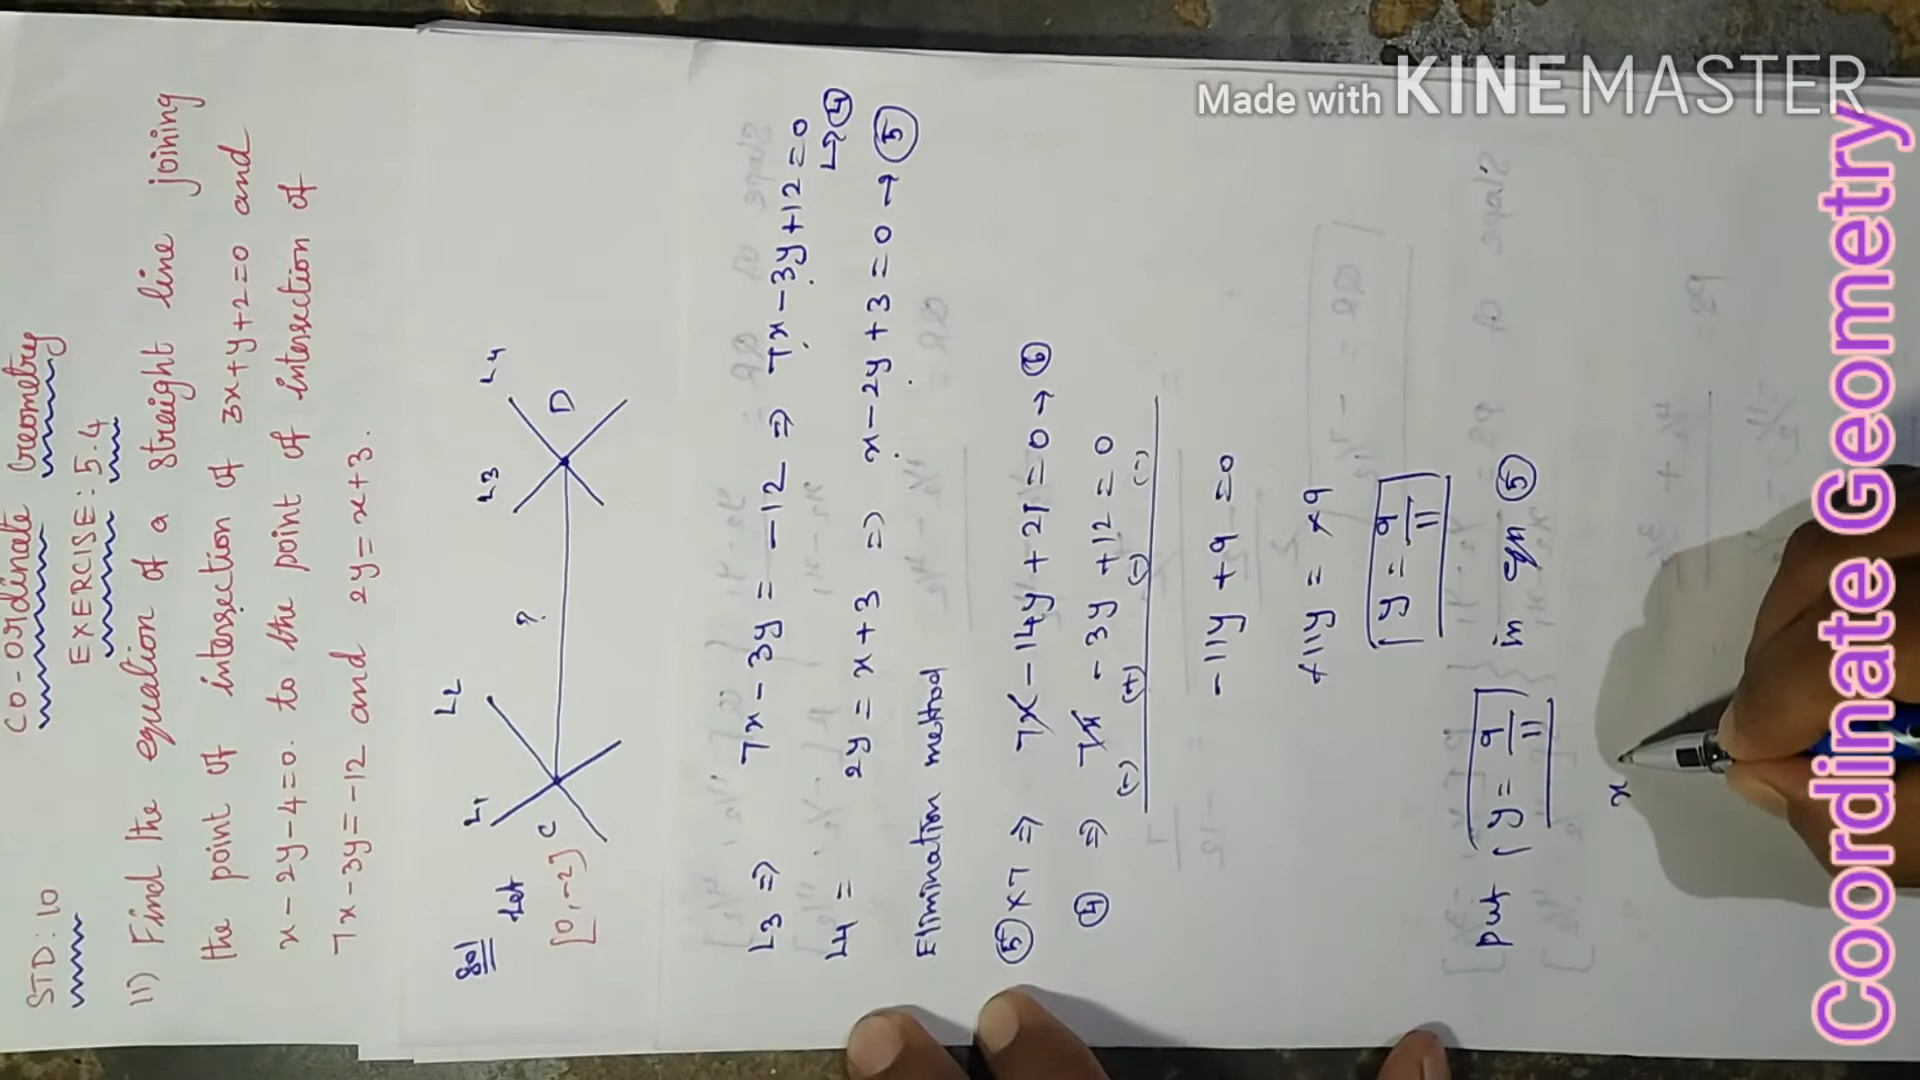 CO-Ordinate Geometry
STD: 10
EXERCISE: 5.4
11) Find the equation of a straight line joining
the point of intersection of 3x+y+2=0 and
x-2y-4=0. to the point of intersection of
7x-3y=-12 and 2y=x+3.
Sol
Let
L1 L2 L3 L4
C ? D
[0,-2]
L3 ⇒ 7x-3y=-12 ⇒ 7x-3y+12=0
↳④
L4 = 2y=x+3 ⇒ x-2y+3=0 → ⑤
Elimination method
⑤×7 ⇒ 7x-14y+21=0 → ⑥
④ ⇒ 7x-3y+12=0
(-) (+) (-) (-)
-11y+9=0
+11y=+9
y=9/11
put y=9/11 in eqn ⑤
x
Made with KINEMASTER
Coordinate Geometry